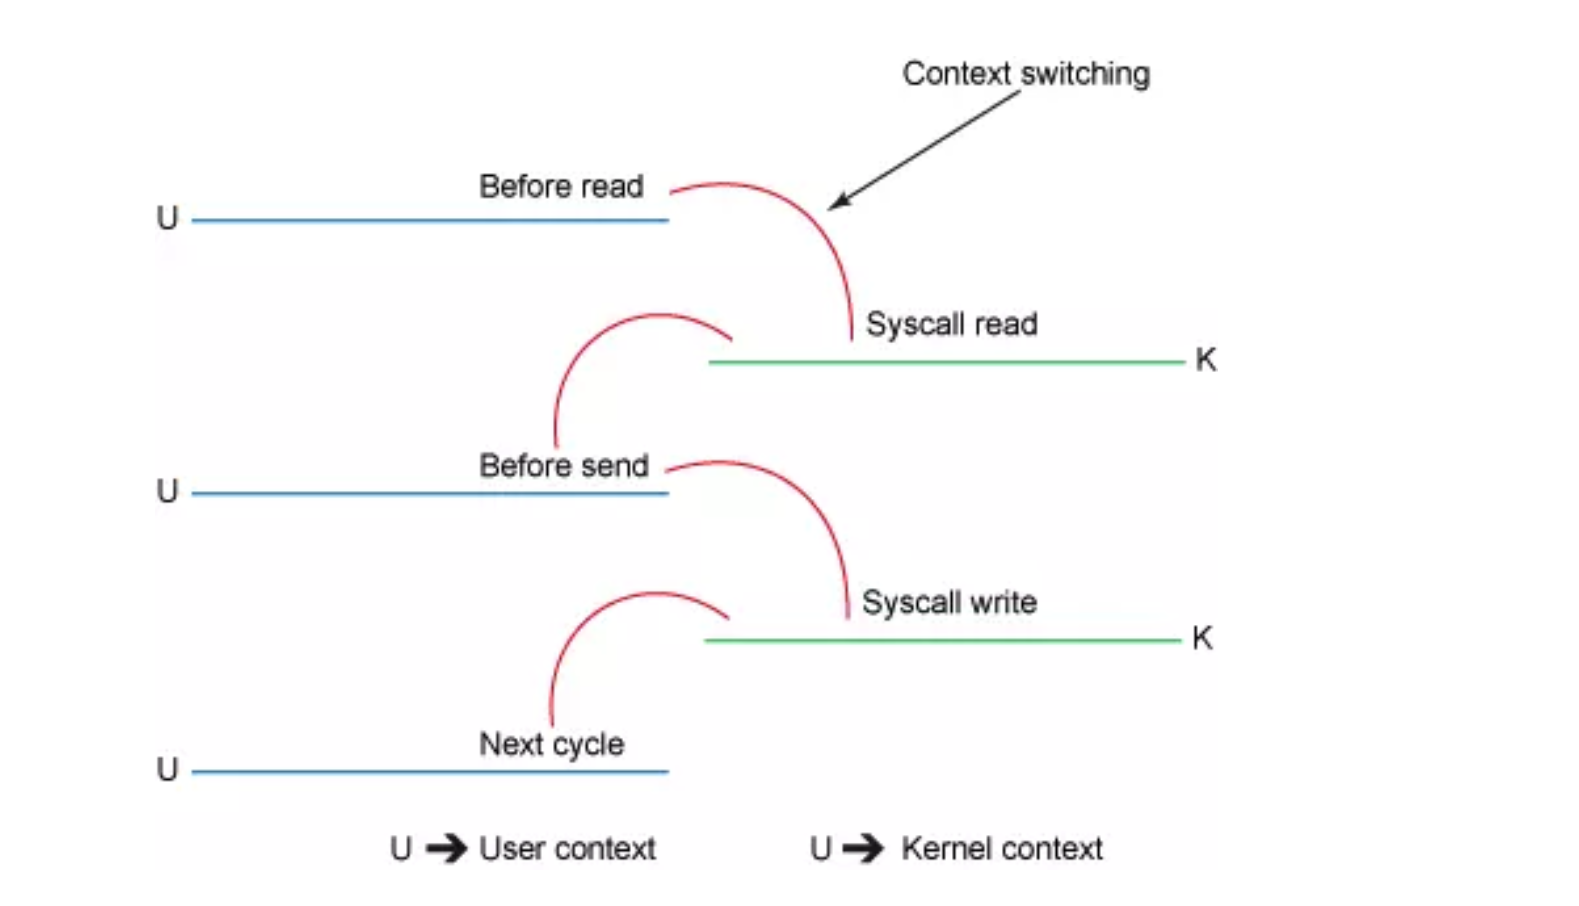 Context switching
Before read
U
Syscall read
K
Before send
U
Syscall write
K
Next cycle
U
U ➔ User context
U ➔ Kernel context